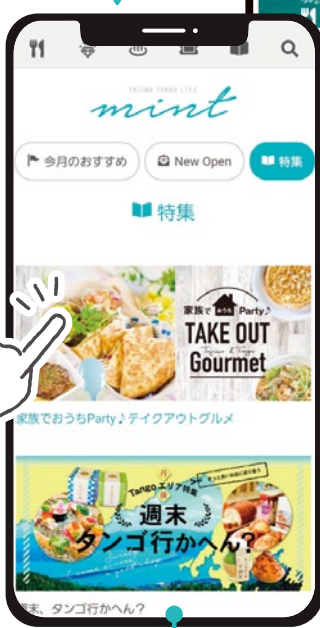 TAJIMA TANGO LIFE
mint
今月のおすすめ
New Open
特集
特集
家族で おうち Party♪
TAKE OUT
Gourmet
家族でおうちParty♪テイクアウトグルメ
Tangoエリア特集
週末
タンゴ行かへん?
週末、タンゴ行かへん?